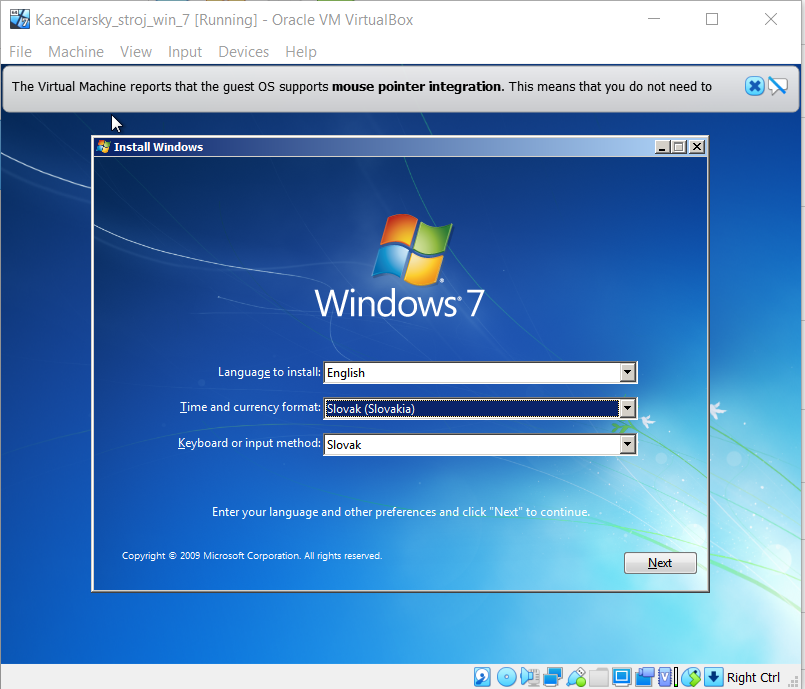 Kancelarsky_stroj_win_7 [Running] - Oracle VM VirtualBox
File Machine View Input Devices Help
The Virtual Machine reports that the guest OS supports mouse pointer integration. This means that you do not need to
Install Windows
Windows® 7
Language to install: English
Time and currency format: Slovak (Slovakia)
Keyboard or input method: Slovak
Enter your language and other preferences and click "Next" to continue.
Copyright © 2009 Microsoft Corporation. All rights reserved.
Next
Right Ctrl